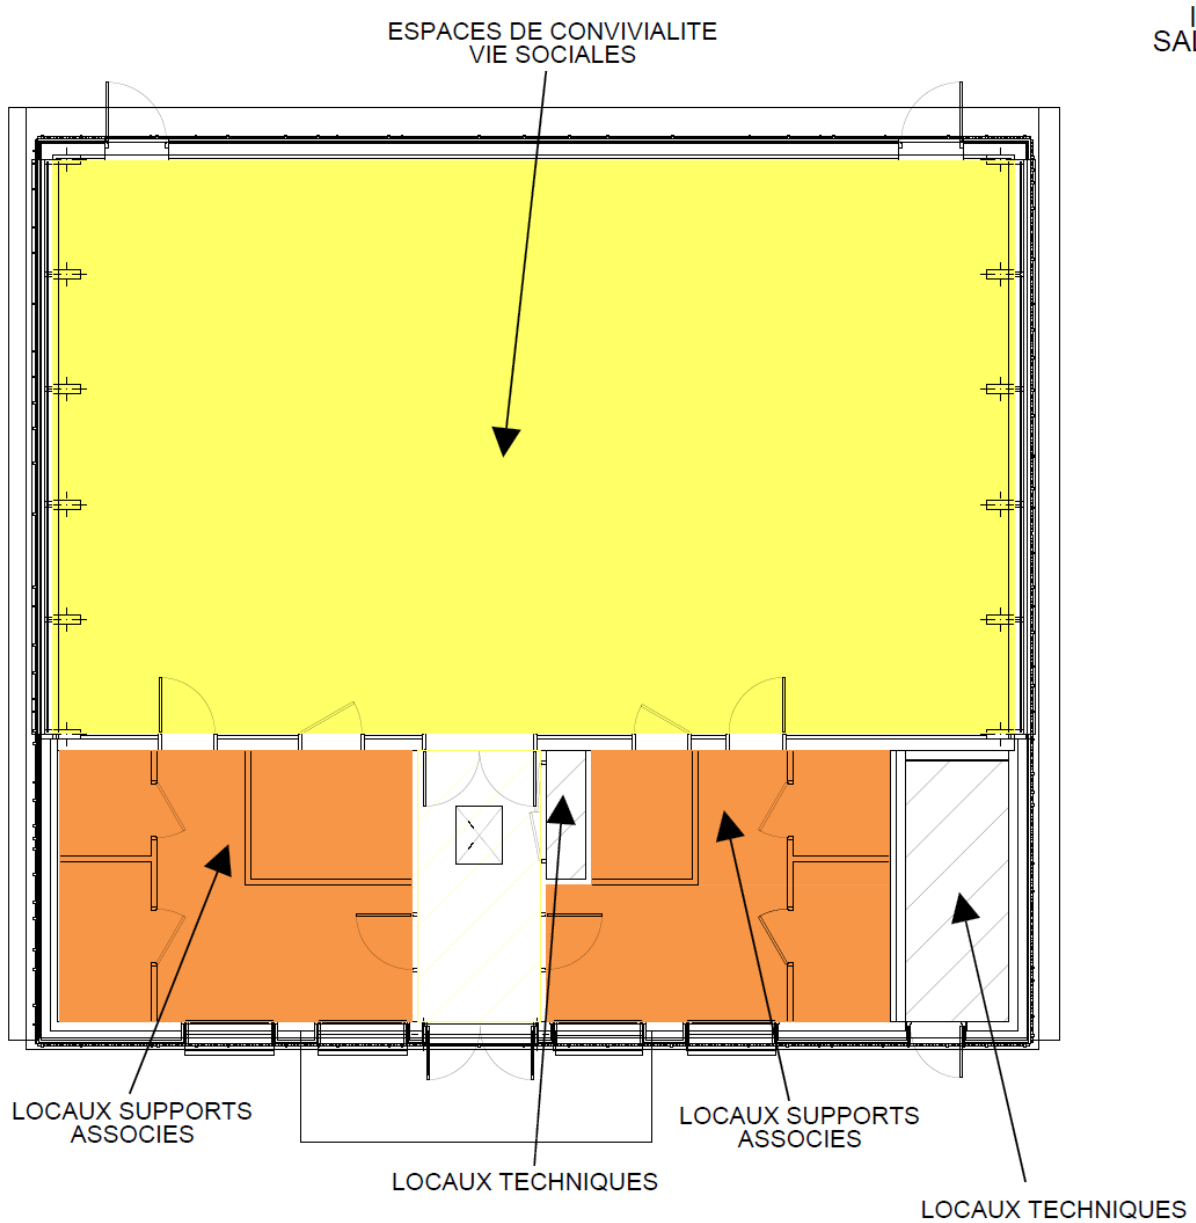 ESPACES DE CONVIVIALITE
VIE SOCIALES
LOCAUX SUPPORTS
ASSOCIES
LOCAUX SUPPORTS
ASSOCIES
LOCAUX TECHNIQUES
LOCAUX TECHNIQUES